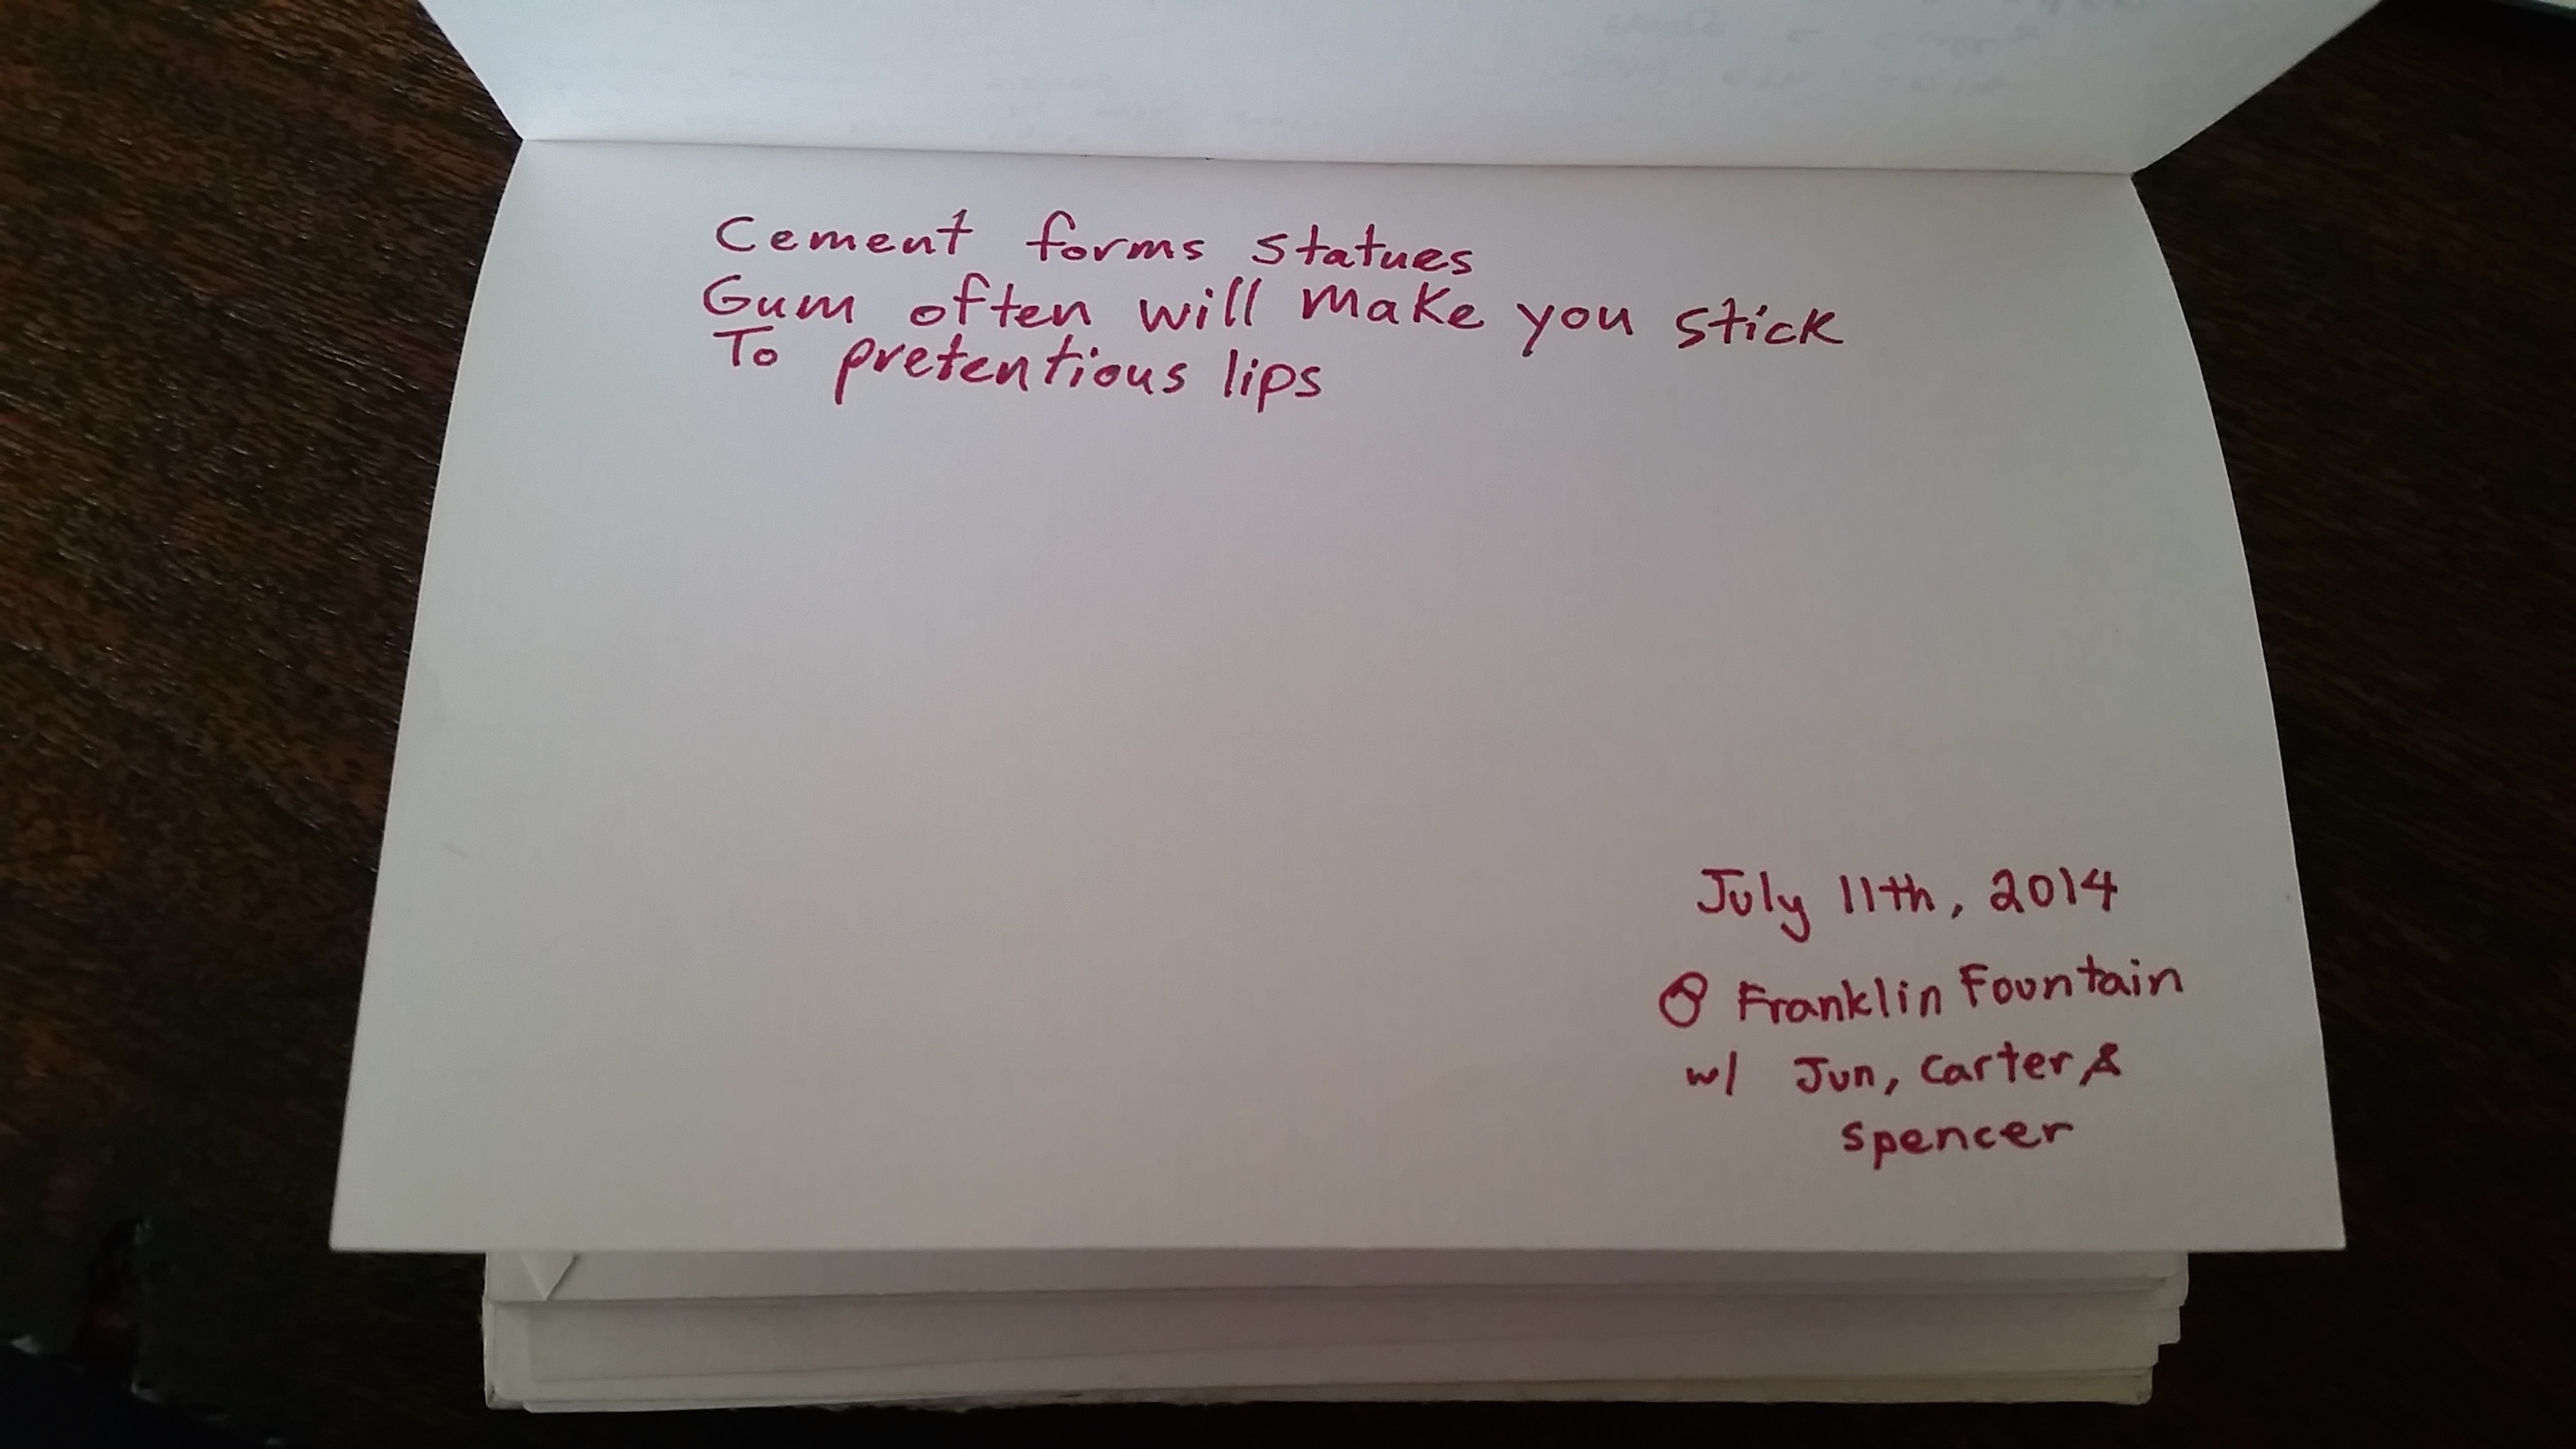 Cement forms statues
Gum often will make you stick
To pretentious lips
July 11th, 2014
@ Franklin Fountain
w/ Jun, Carter, &
Spencer